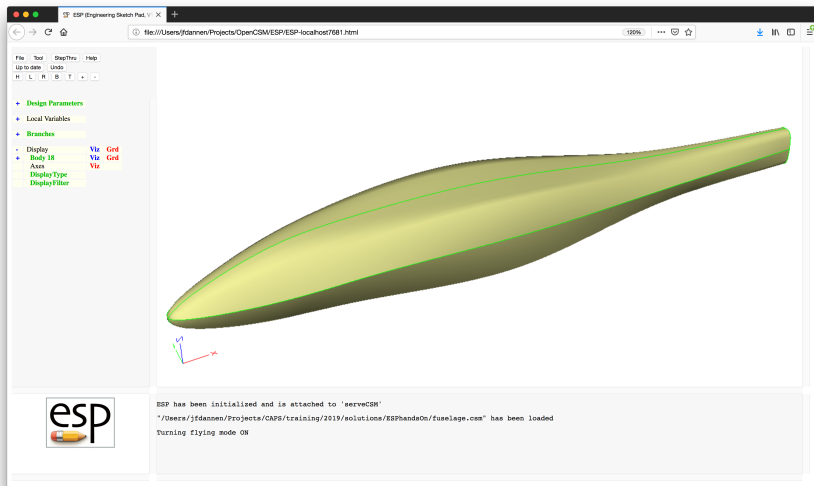 ESP (Engineering Sketch Pad, V
file:///Users/jfdannen/Projects/OpenCSM/ESP/ESP-localhost7681.html
120%
File Tool StepThru Help
Up to date Undo
H L R B T + -
+ Design Parameters
+ Local Variables
+ Branches
- Display Viz Grd
+ Body 18 Viz Grd
Axes Viz
DisplayType
DisplayFilter
x
esp
ESP has been initialized and is attached to 'serveCSM'
"/Users/jfdannen/Projects/CAPS/training/2019/solutions/ESPhandsOn/fuselage.csm" has been loaded
Turning flying mode ON